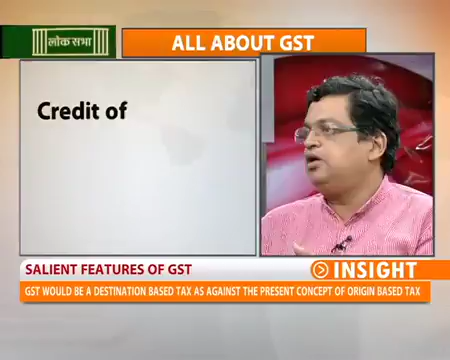 लोक सभा
ALL ABOUT GST
Credit of
SALIENT FEATURES OF GST
INSIGHT
GST WOULD BE A DESTINATION BASED TAX AS AGAINST THE PRESENT CONCEPT OF ORIGIN BASED TAX